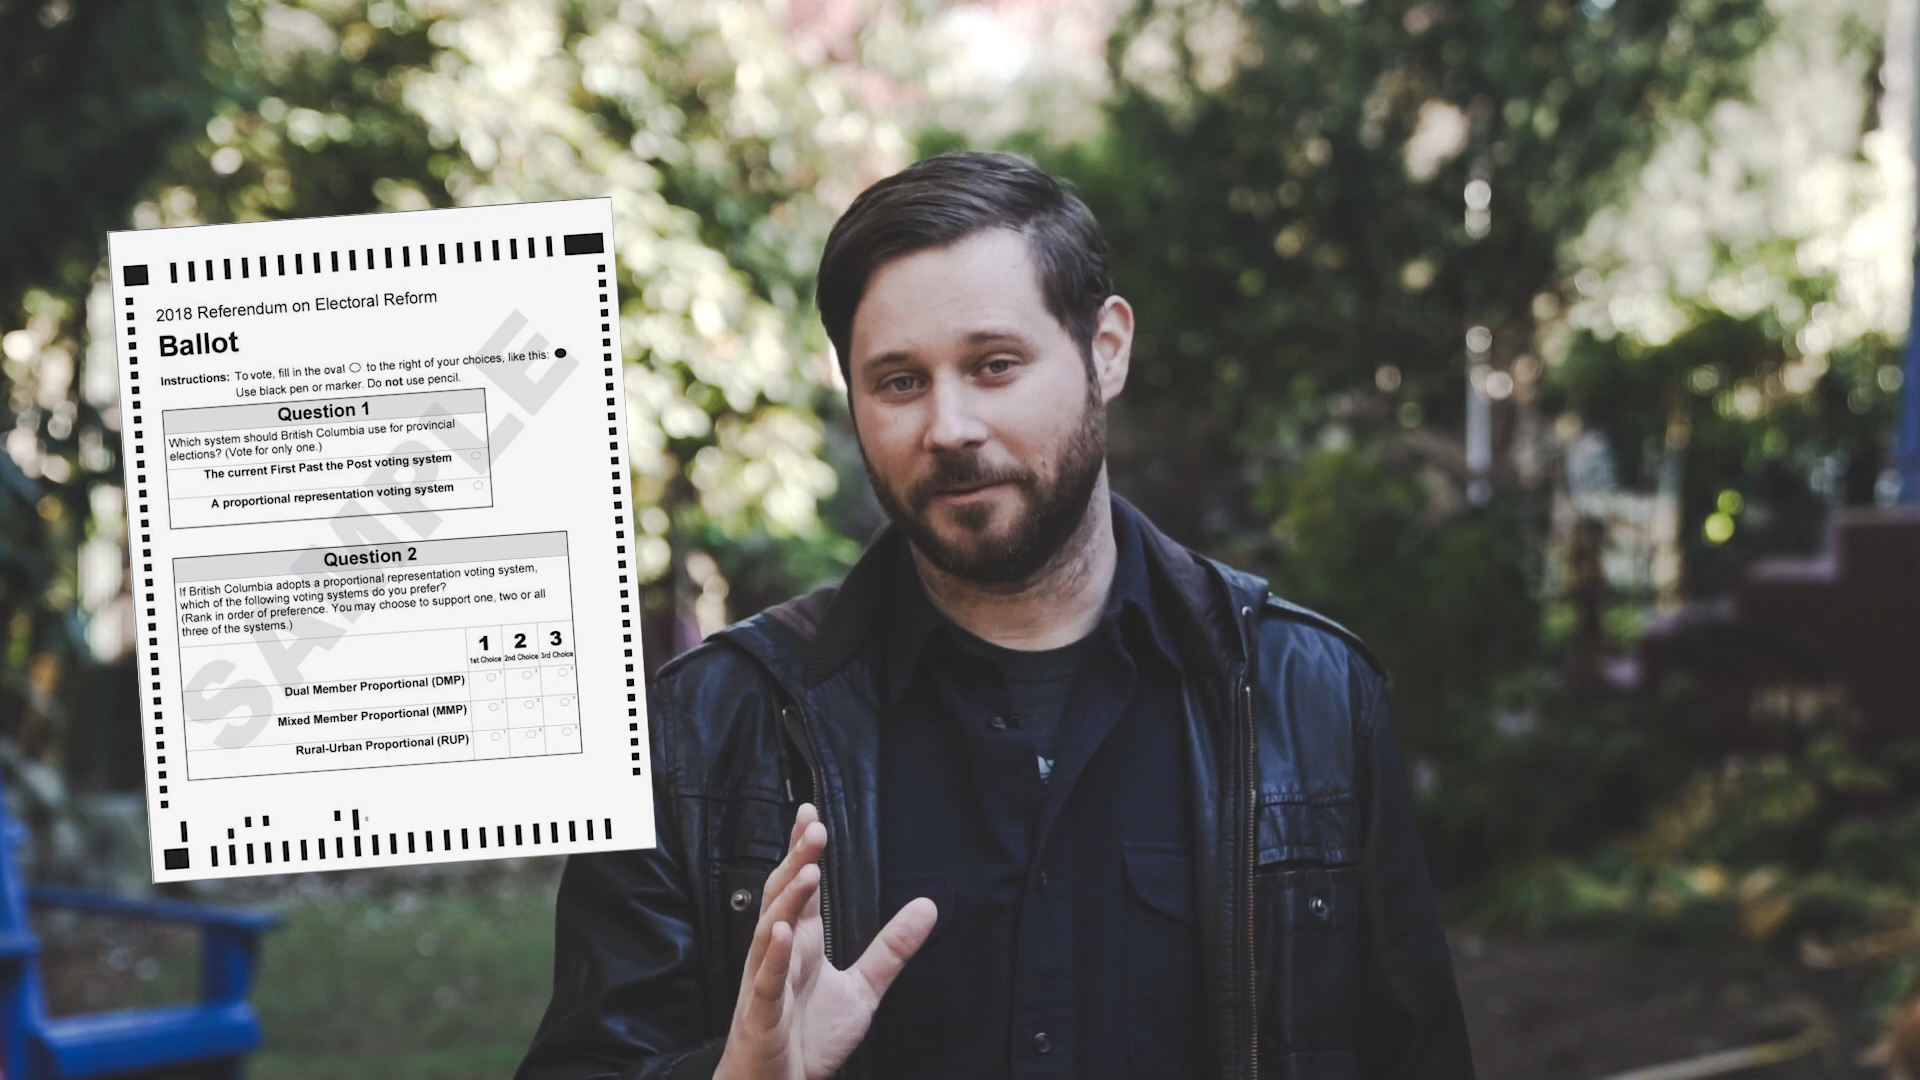 2018 Referendum on Electoral Reform
Ballot
Instructions: To vote, fill in the oval to the right of your choices, like this:
Use black pen or marker. Do not use pencil.
Question 1
Which system should British Columbia use for provincial
elections? (Vote for only one.)
The current First Past the Post voting system
A proportional representation voting system
Question 2
If British Columbia adopts a proportional representation voting system,
which of the following voting systems do you prefer?
(Rank in order of preference. You may choose to support one, two or all
three of the systems.)
1 2 3
1st Choice 2nd Choice 3rd Choice
Dual Member Proportional (DMP)
Mixed Member Proportional (MMP)
Rural-Urban Proportional (RUP)
SAMPLE